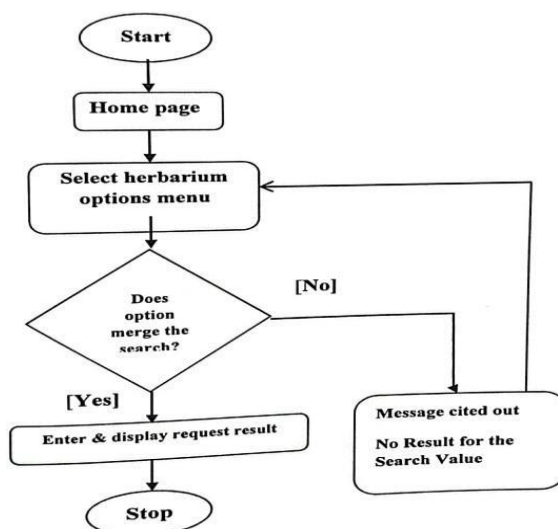 Start
Home page
Select herbarium
options menu
Does
option
merge the
search?
[No]
[Yes]
Message cited out
No Result for the
Search Value
Enter & display request result
Stop